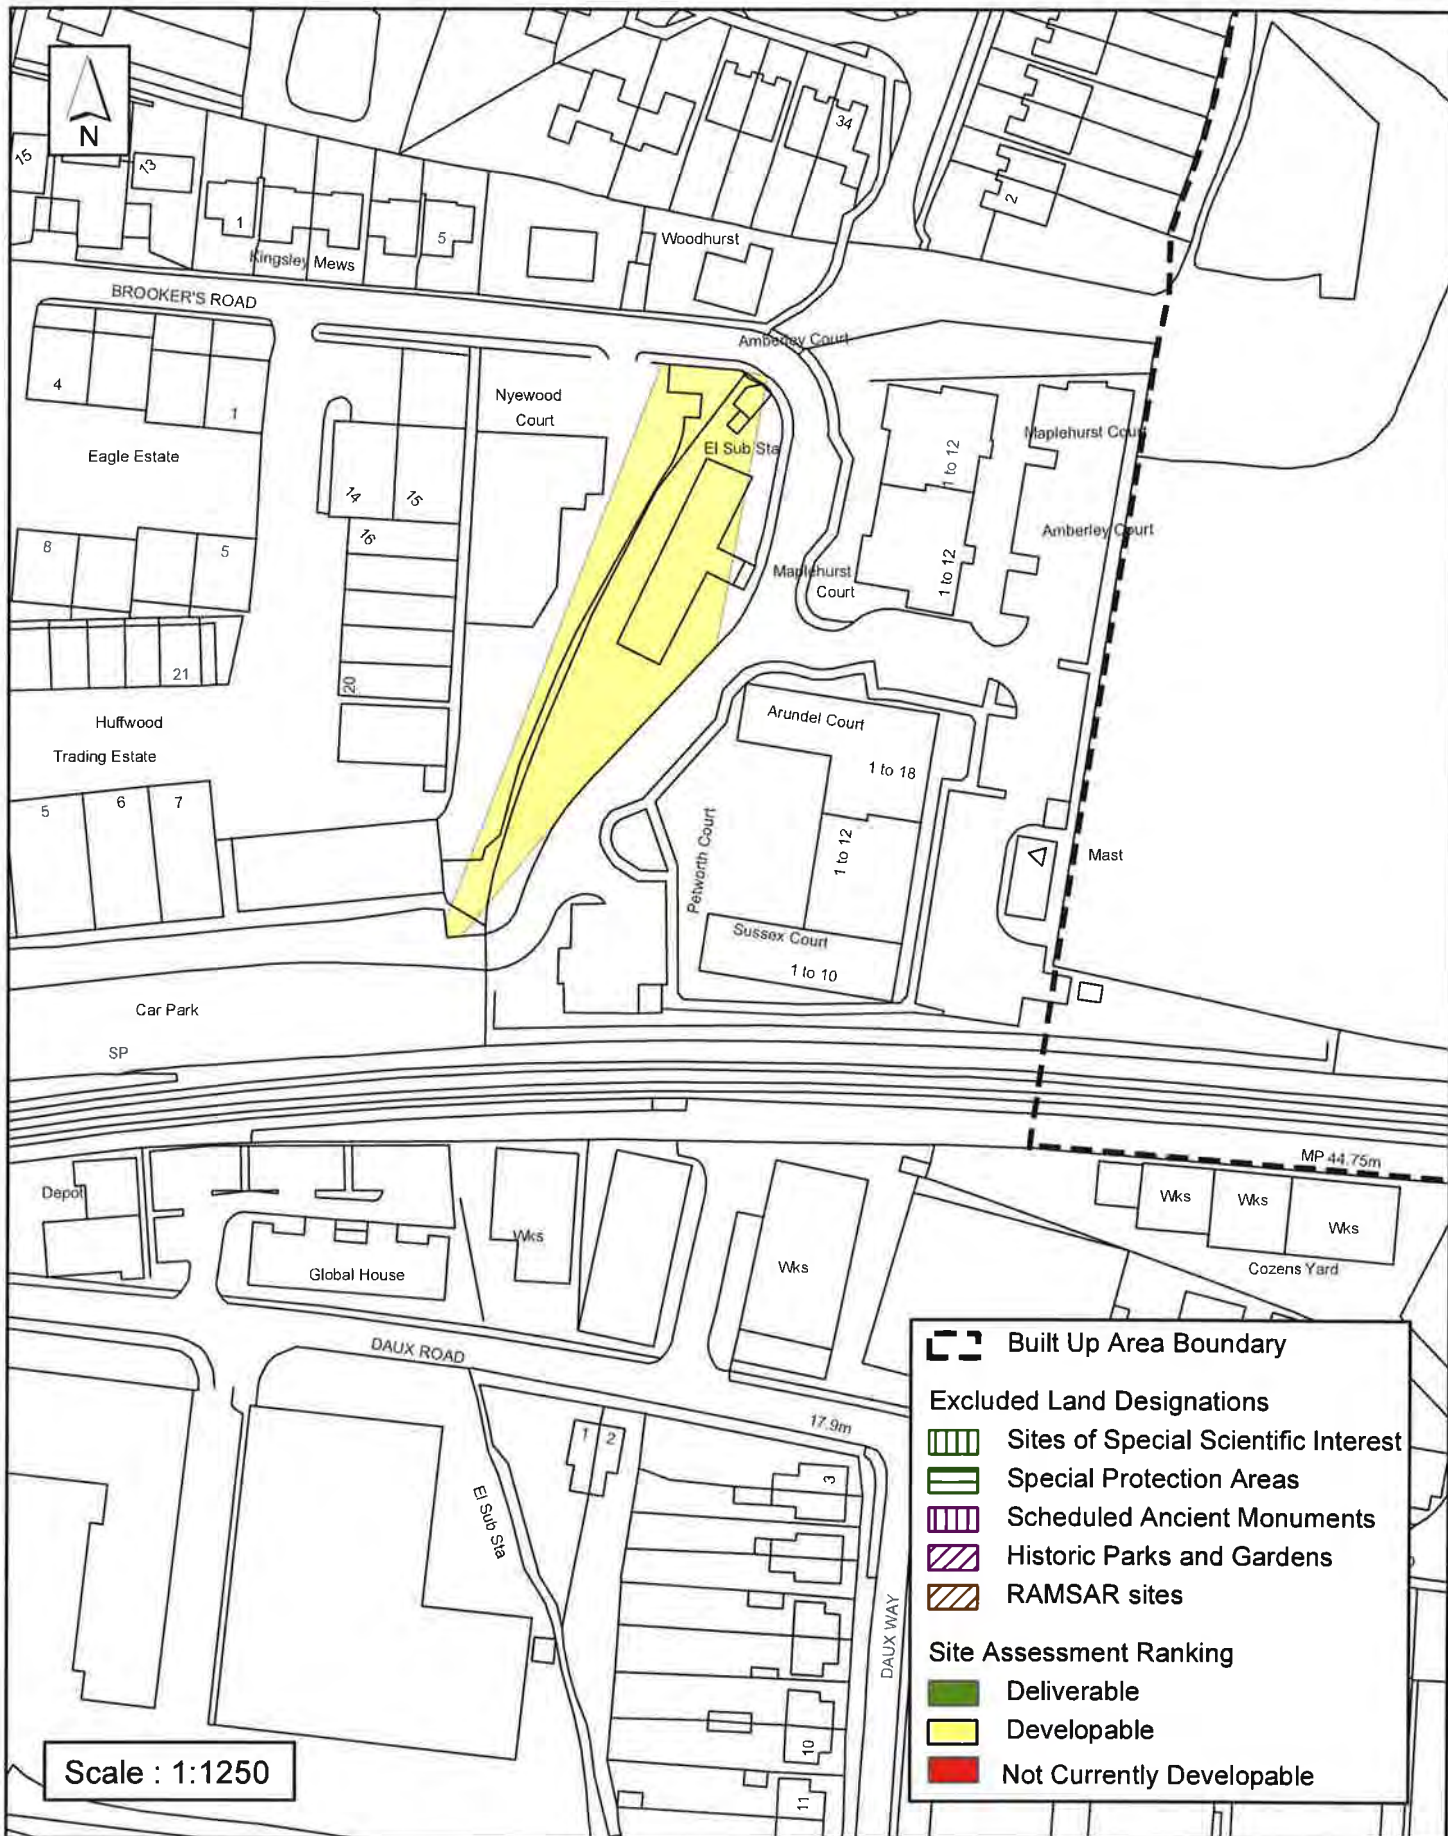 N
15
13
1
5
Kingsley Mews
34
2
Woodhurst
BROOKER'S ROAD
Amberley Court
4
1
Eagle Estate
Nyewood
Court
El Sub Sta
14
15
16
1 to 12
Maplehurst Court
Amberley Court
1 to 12
Maplehurst
Court
8
5
21
20
Huffwood
Trading Estate
5
6
7
Arundel Court
1 to 18
1 to 12
Petworth Court
Mast
Sussex Court
1 to 10
Car Park
SP
MP 44.75m
Depot
Wks
Wks
Wks
Wks
Wks
Cozens Yard
Global House
DAUX ROAD
17.9m
1
2
3
El Sub Sta
DAUX WAY
10
11
Built Up Area Boundary
Excluded Land Designations
Sites of Special Scientific Interest
Special Protection Areas
Scheduled Ancient Monuments
Historic Parks and Gardens
RAMSAR sites
Site Assessment Ranking
Deliverable
Developable
Not Currently Developable
Scale : 1:1250